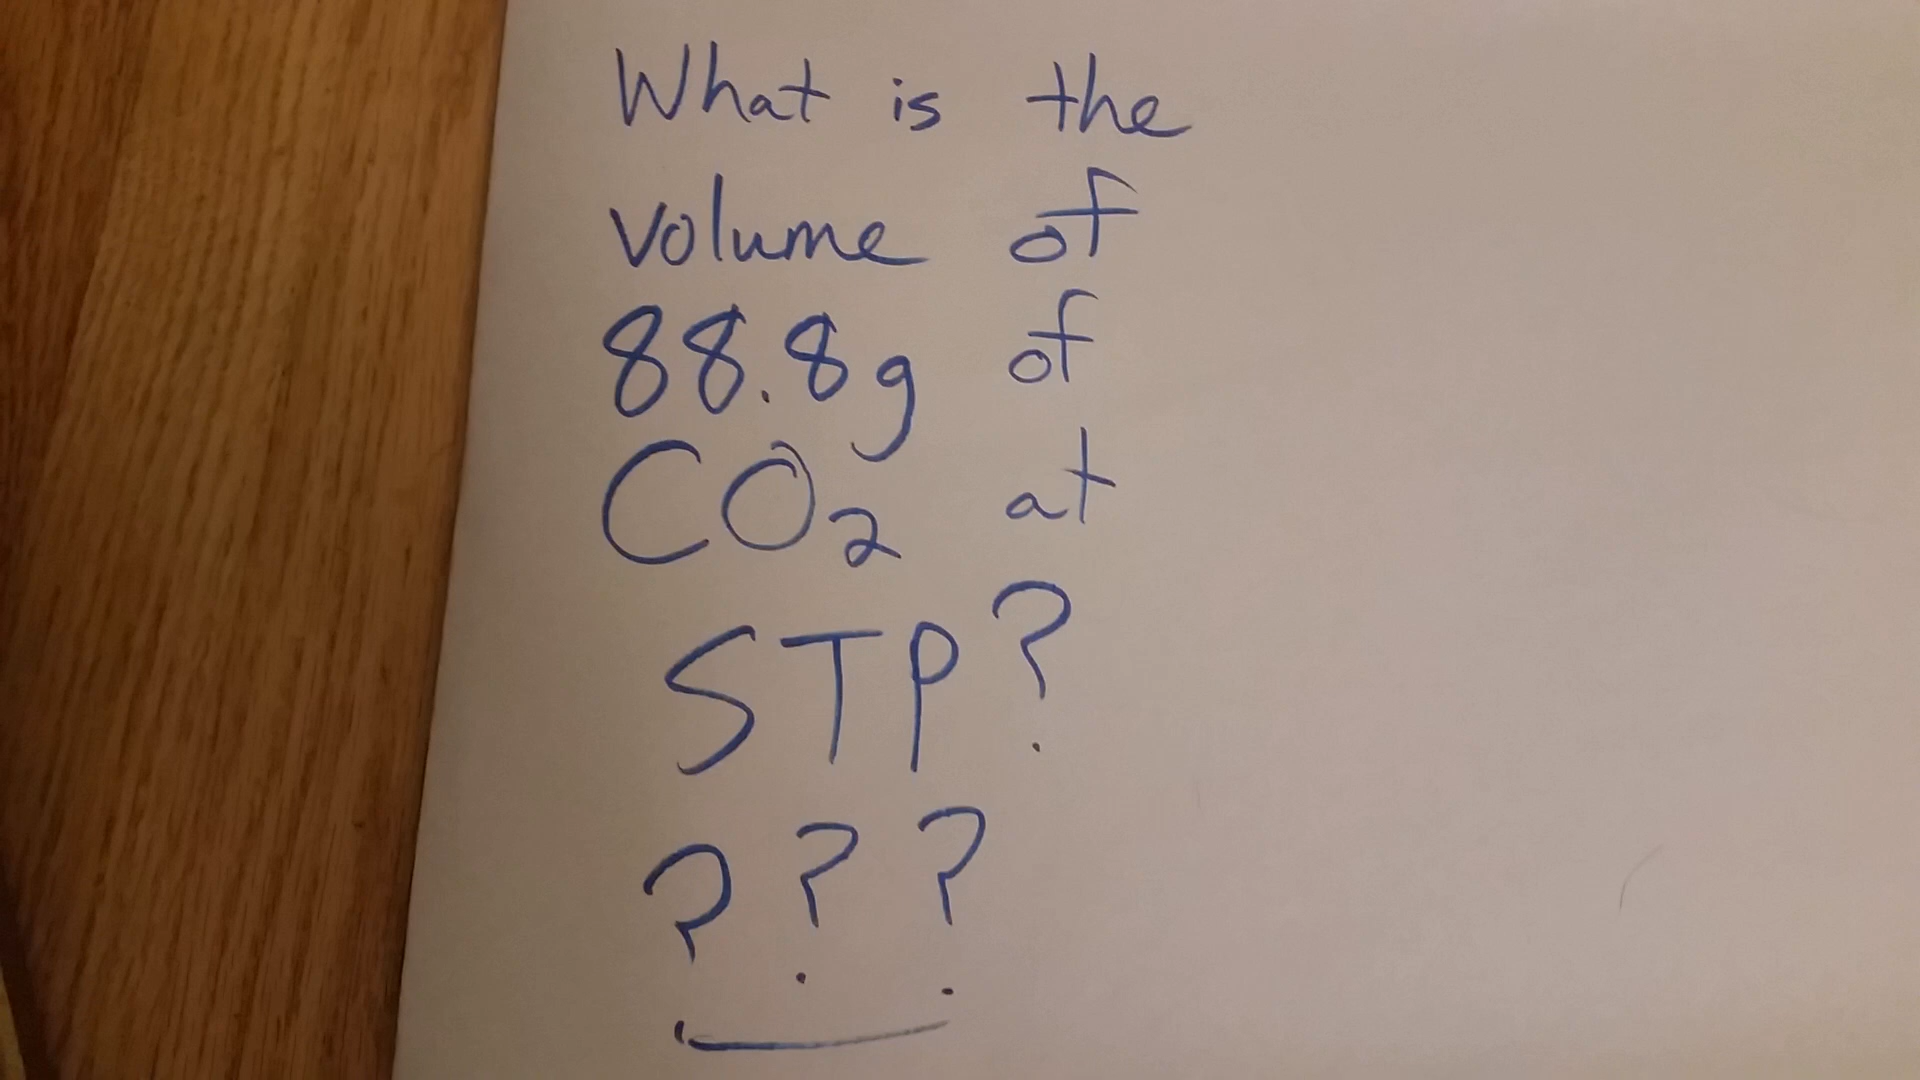 What is the
volume of
88.8g of
CO₂ at
STP?
???